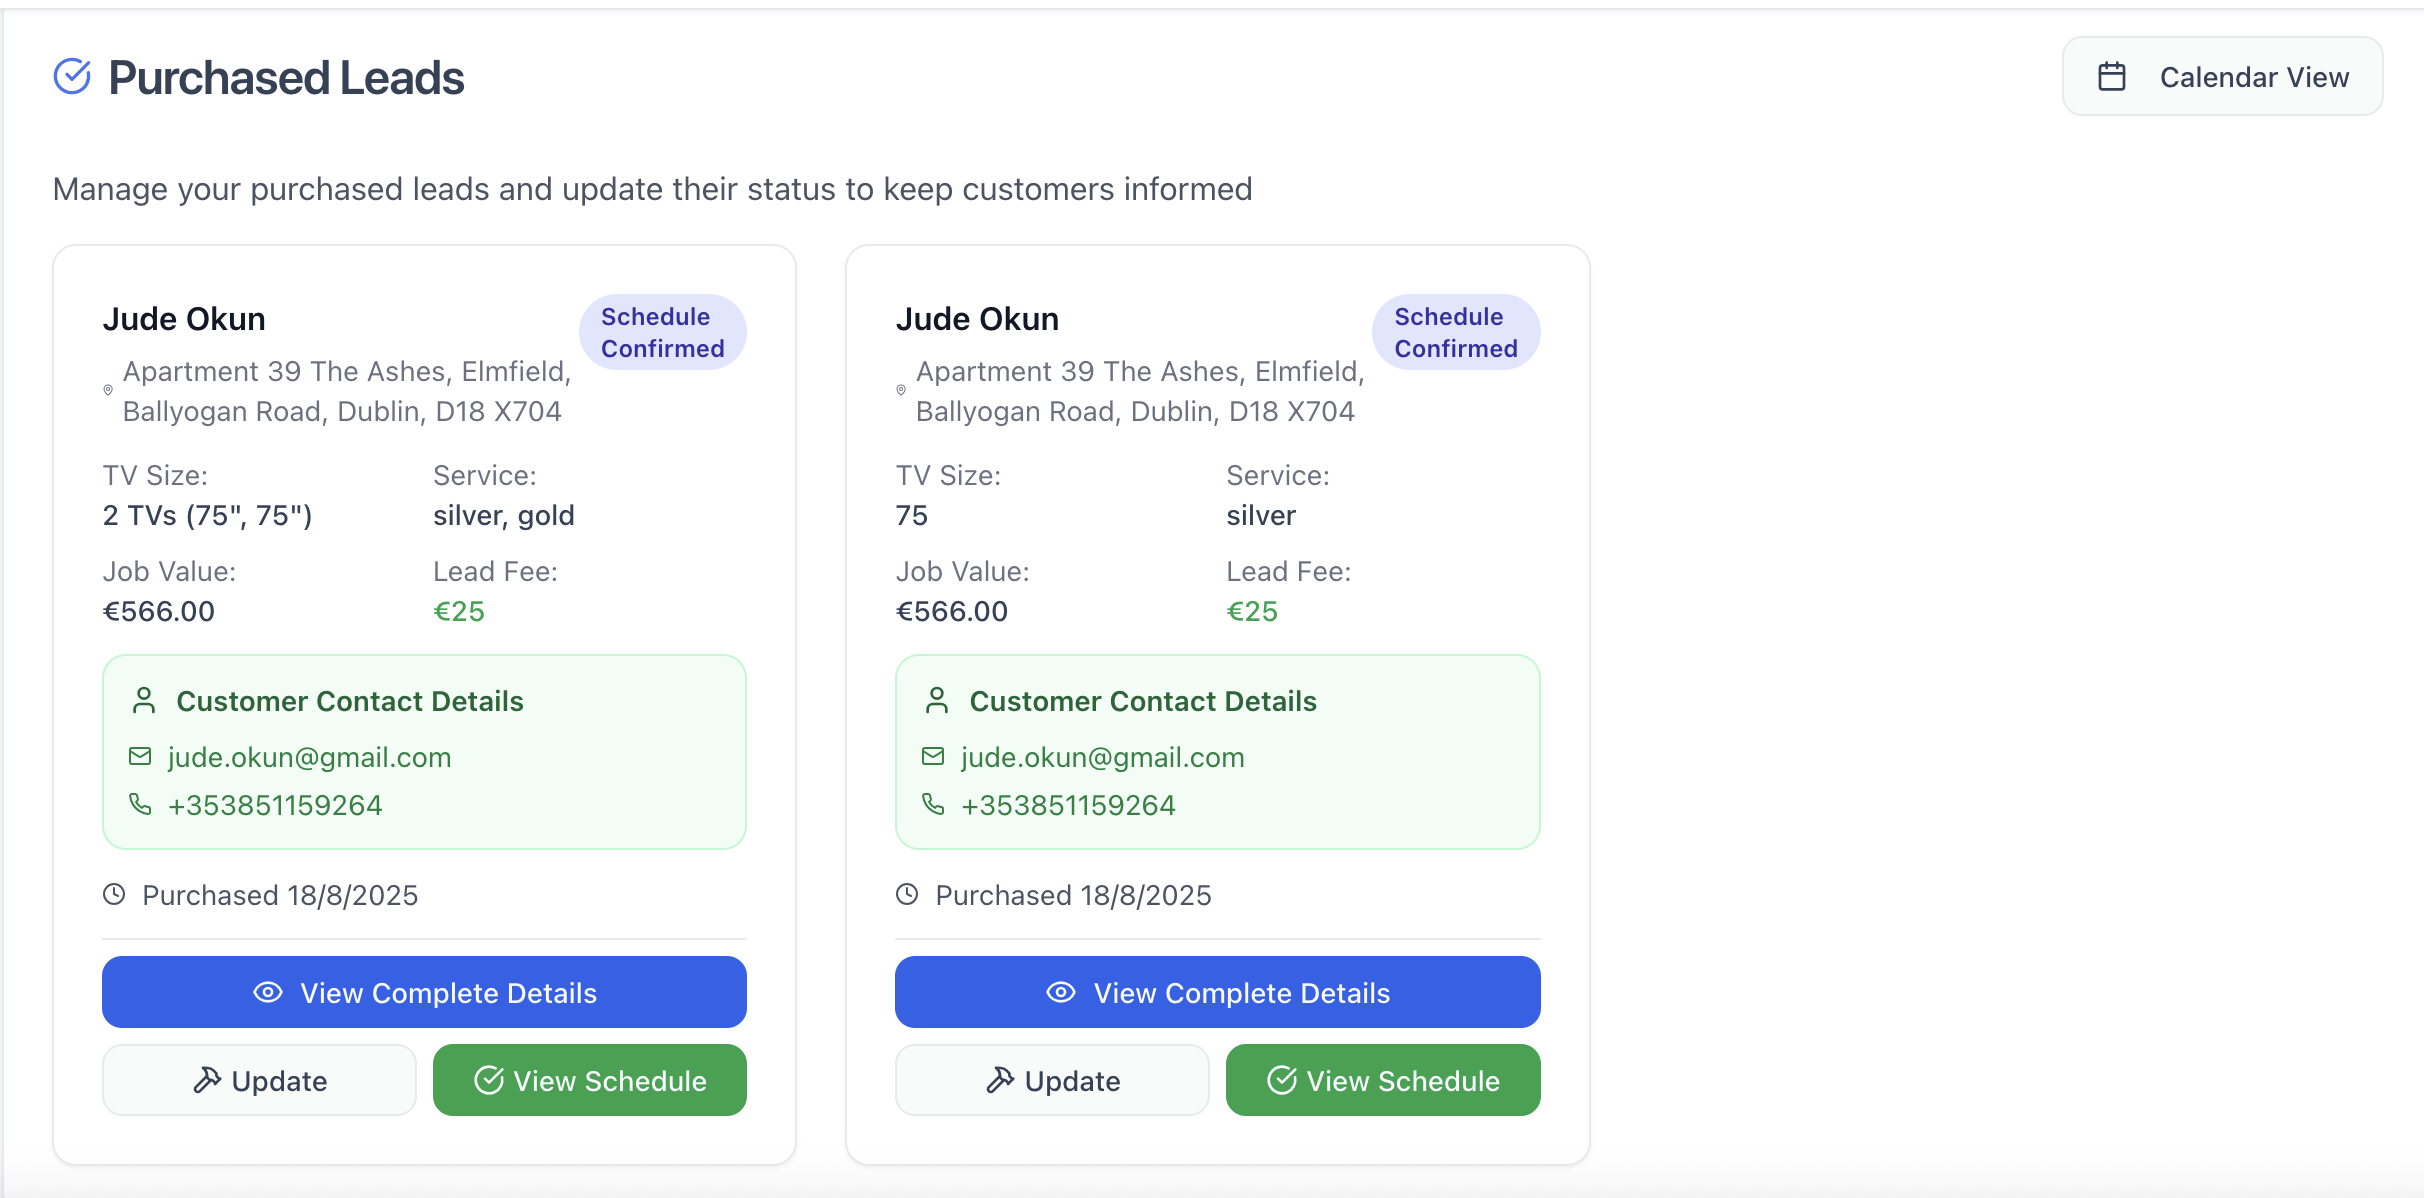 Purchased Leads
Calendar View
Manage your purchased leads and update their status to keep customers informed
Jude Okun
Schedule
Confirmed
Apartment 39 The Ashes, Elmfield,
Ballyogan Road, Dublin, D18 X704
TV Size:
2 TVs (75", 75")
Service:
silver, gold
Job Value:
€566.00
Lead Fee:
€25
Customer Contact Details
jude.okun@gmail.com
+353851159264
Purchased 18/8/2025
View Complete Details
Update
View Schedule
Jude Okun
Schedule
Confirmed
Apartment 39 The Ashes, Elmfield,
Ballyogan Road, Dublin, D18 X704
TV Size:
75
Service:
silver
Job Value:
€566.00
Lead Fee:
€25
Customer Contact Details
jude.okun@gmail.com
+353851159264
Purchased 18/8/2025
View Complete Details
Update
View Schedule